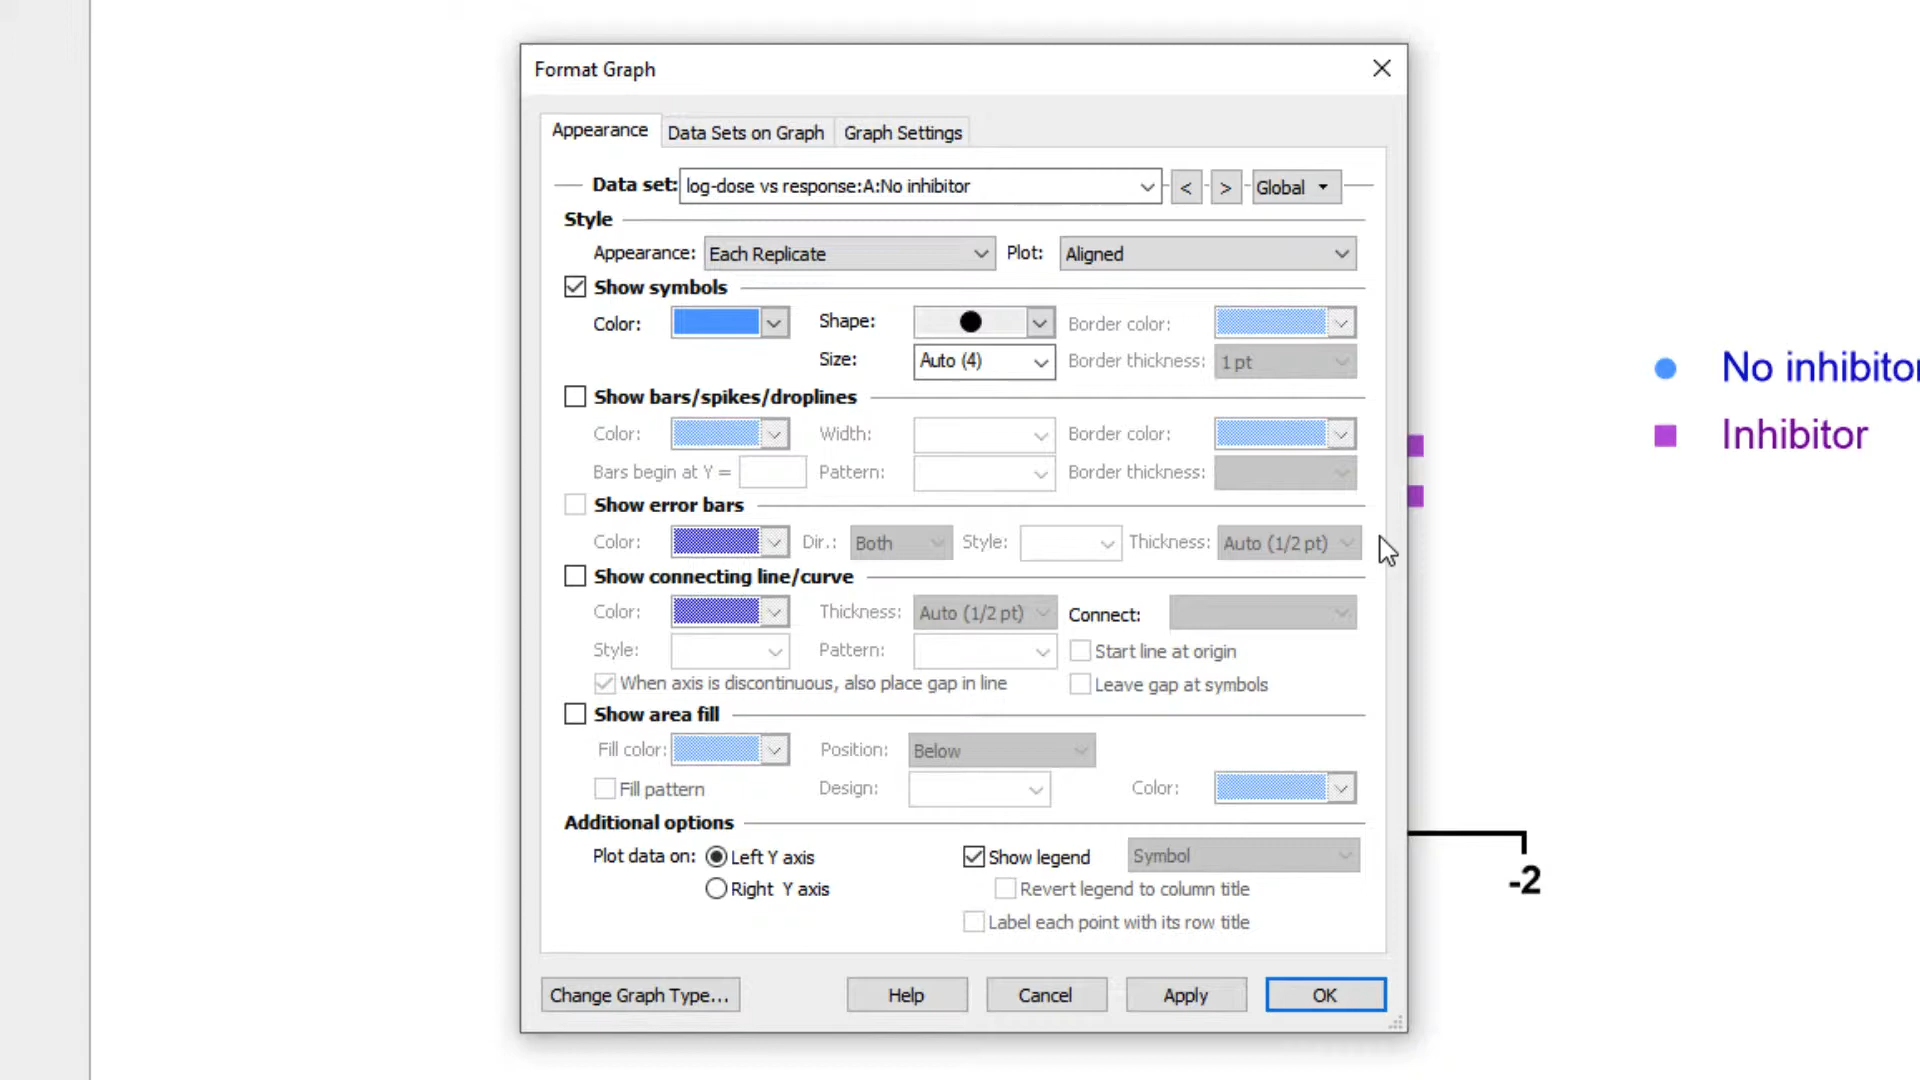 Format Graph
Appearance Data Sets on Graph Graph Settings
Data set: log-dose vs response:A:No inhibitor < > Global
Style
Appearance: Each Replicate Plot: Aligned
Show symbols
Color: Shape: Border color:
Size: Auto (4) Border thickness: 1 pt
Show bars/spikes/droplines
Color: Width: Border color:
Bars begin at Y = Pattern: Border thickness:
Show error bars
Color: Dir.: Both Style: Thickness: Auto (1/2 pt)
Show connecting line/curve
Color: Thickness: Auto (1/2 pt) Connect:
Style: Pattern: Start line at origin
When axis is discontinuous, also place gap in line Leave gap at symbols
Show area fill
Fill color: Position: Below
Fill pattern Design: Color:
Additional options
Plot data on: Left Y axis Show legend Symbol
Right Y axis Revert legend to column title
Label each point with its row title
Change Graph Type... Help Cancel Apply OK
No inhibitor
Inhibitor
-2